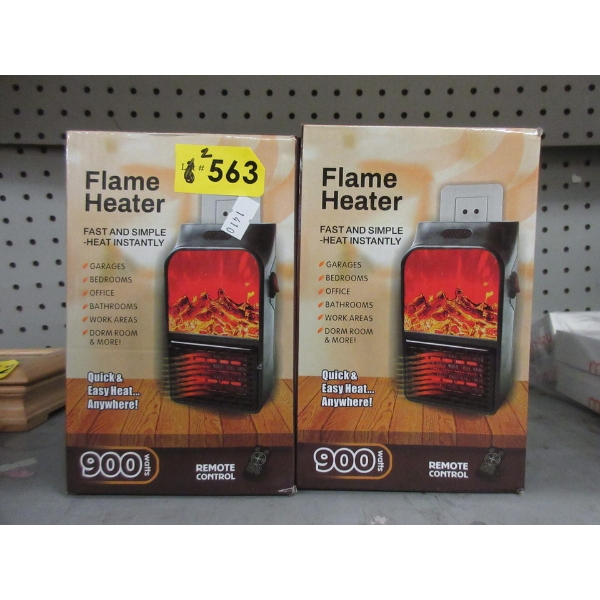 2
L # 563
1410
Flame
Heater
FAST AND SIMPLE
-HEAT INSTANTLY
GARAGES
BEDROOMS
OFFICE
BATHROOMS
WORK AREAS
DORM ROOM
& MORE!
Quick &
Easy Heat...
Anywhere!
900 watts
REMOTE
CONTROL
Flame
Heater
FAST AND SIMPLE
-HEAT INSTANTLY
GARAGES
BEDROOMS
OFFICE
BATHROOMS
WORK AREAS
DORM ROOM
& MORE!
Quick &
Easy Heat...
Anywhere!
900 watts
REMOTE
CONTROL